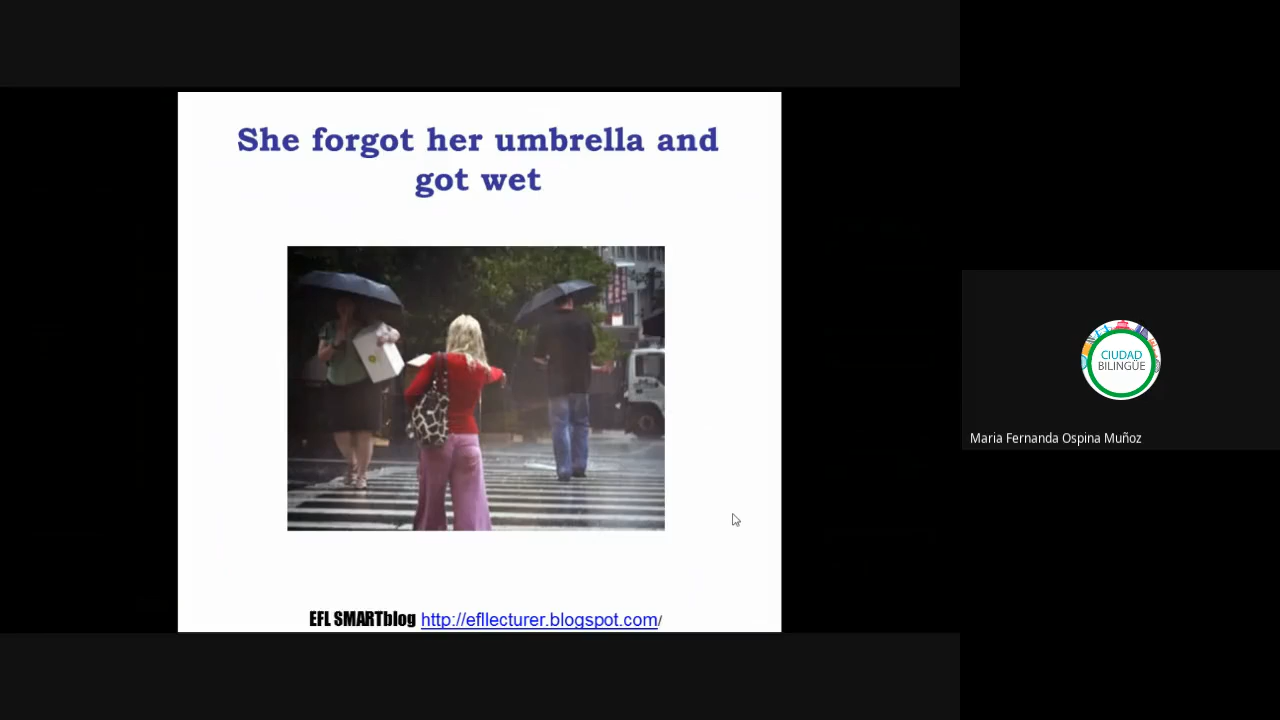 She forgot her umbrella and
got wet
EFL SMARTblog http://efllecturer.blogspot.com/
CIUDAD
BILINGÜE
Maria Fernanda Ospina Muñoz